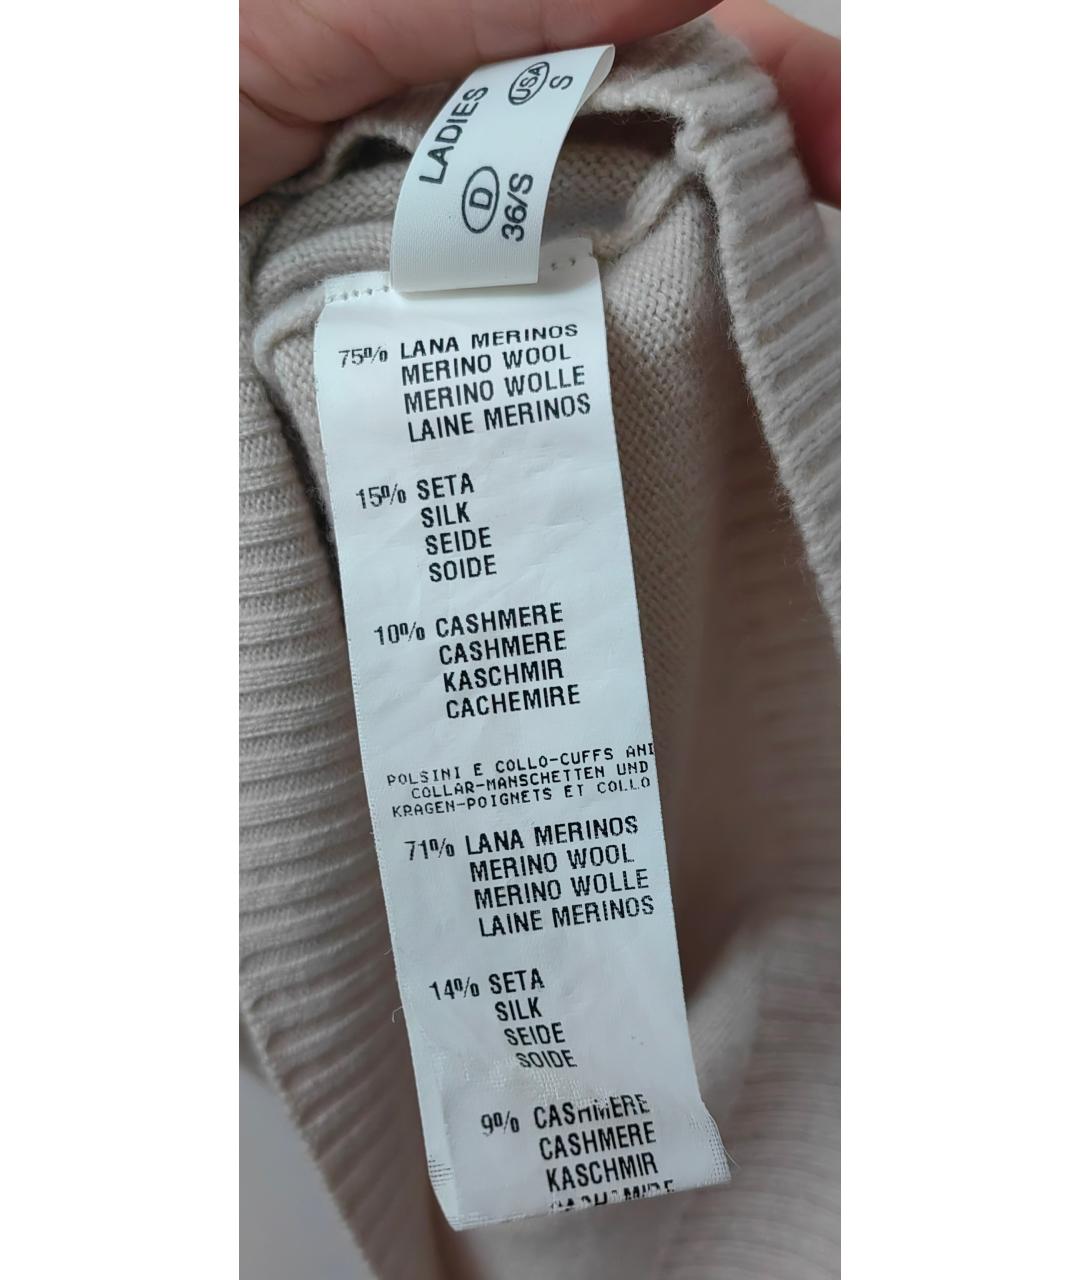 LADIES
USA
S
D
36/S
75% LANA MERINOS
MERINO WOOL
MERINO WOLLE
LAINE MERINOS
15% SETA
SILK
SEIDE
SOIDE
10% CASHMERE
CASHMERE
KASCHMIR
CACHEMIRE
POLSINI E COLLO-CUFFS AND
COLLAR-MANSCHETTEN UND
KRAGEN-POIGNETS ET COLLO
71% LANA MERINOS
MERINO WOOL
MERINO WOLLE
LAINE MERINOS
14% SETA
SILK
SEIDE
SOIDE
9% CASHMERE
CASHMERE
KASCHMIR